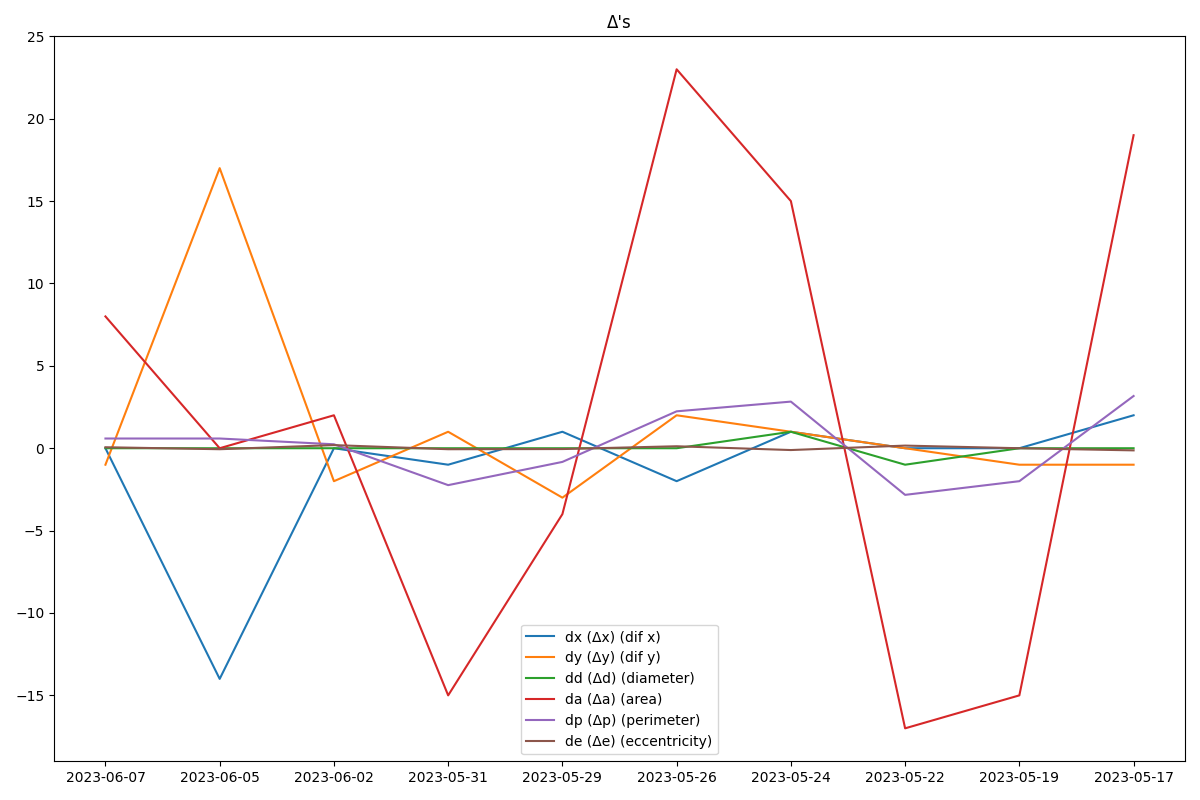 Δ's
25
20
15
10
5
0
−5
−10
−15
dx (Δx) (dif x)
dy (Δy) (dif y)
dd (Δd) (diameter)
da (Δa) (area)
dp (Δp) (perimeter)
de (Δe) (eccentricity)
2023-06-07 2023-06-05 2023-06-02 2023-05-31 2023-05-29 2023-05-26 2023-05-24 2023-05-22 2023-05-19 2023-05-17